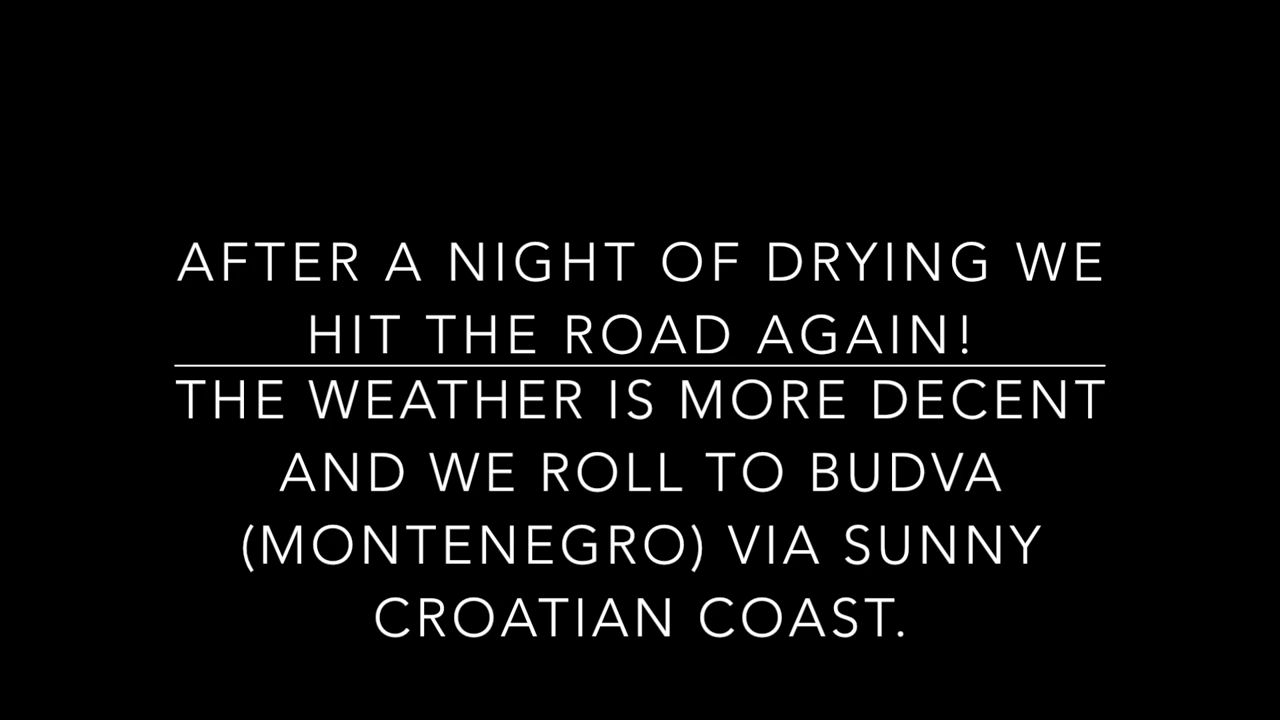 AFTER A NIGHT OF DRYING WE
HIT THE ROAD AGAIN!
THE WEATHER IS MORE DECENT
AND WE ROLL TO BUDVA
(MONTENEGRO) VIA SUNNY
CROATIAN COAST.